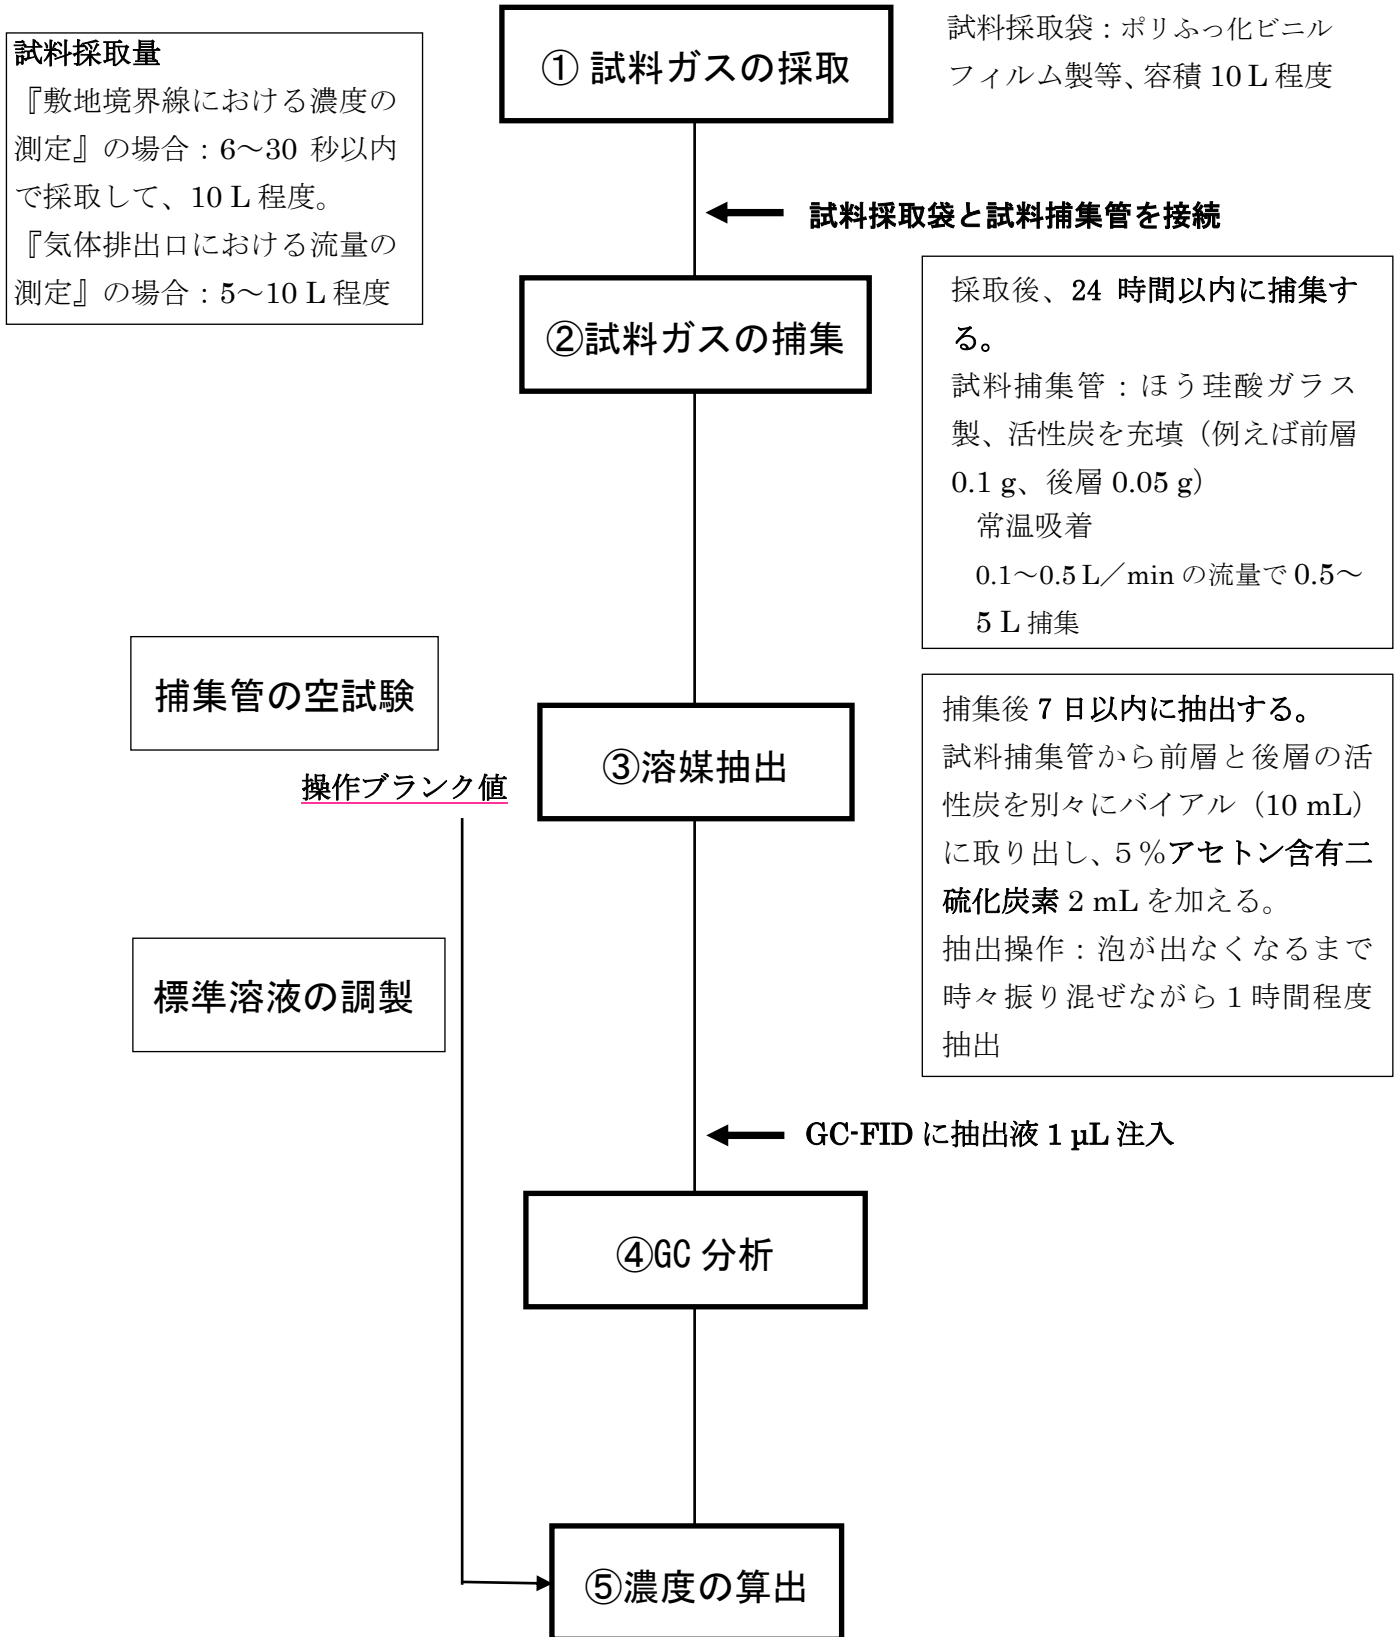 試料採取量
『敷地境界線における濃度の
測定』の場合：6～30 秒以内
で採取して、10 L 程度。
『気体排出口における流量の
測定』の場合：5～10 L 程度
① 試料ガスの採取
試料採取袋：ポリふっ化ビニル
フィルム製等、容積 10 L 程度
試料採取袋と試料捕集管を接続
②試料ガスの捕集
採取後、24 時間以内に捕集す
る。
試料捕集管：ほう珪酸ガラス
製、活性炭を充填（例えば前層
0.1 g、後層 0.05 g）
常温吸着
0.1～0.5 L／min の流量で 0.5～
5 L 捕集
捕集管の空試験
操作ブランク値
③溶媒抽出
捕集後 7 日以内に抽出する。
試料捕集管から前層と後層の活
性炭を別々にバイアル（10 mL）
に取り出し、５％アセトン含有二
硫化炭素 2 mL を加える。
抽出操作：泡が出なくなるまで
時々振り混ぜながら 1 時間程度
抽出
標準溶液の調製
GC-FID に抽出液 1 μL 注入
④GC 分析
⑤濃度の算出